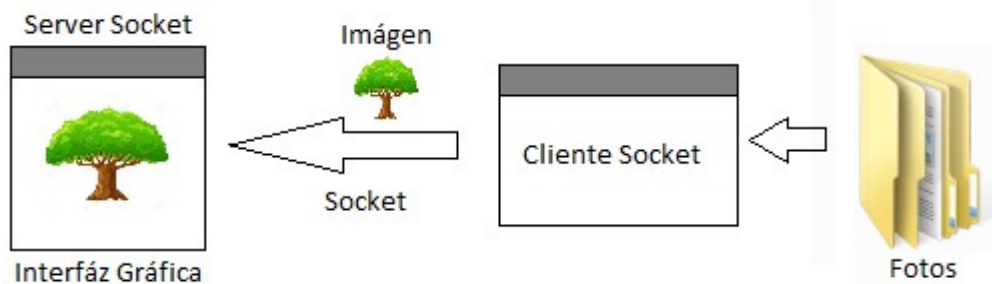 Server Socket
Imágen
Cliente Socket
Socket
Interfáz Gráfica
Fotos